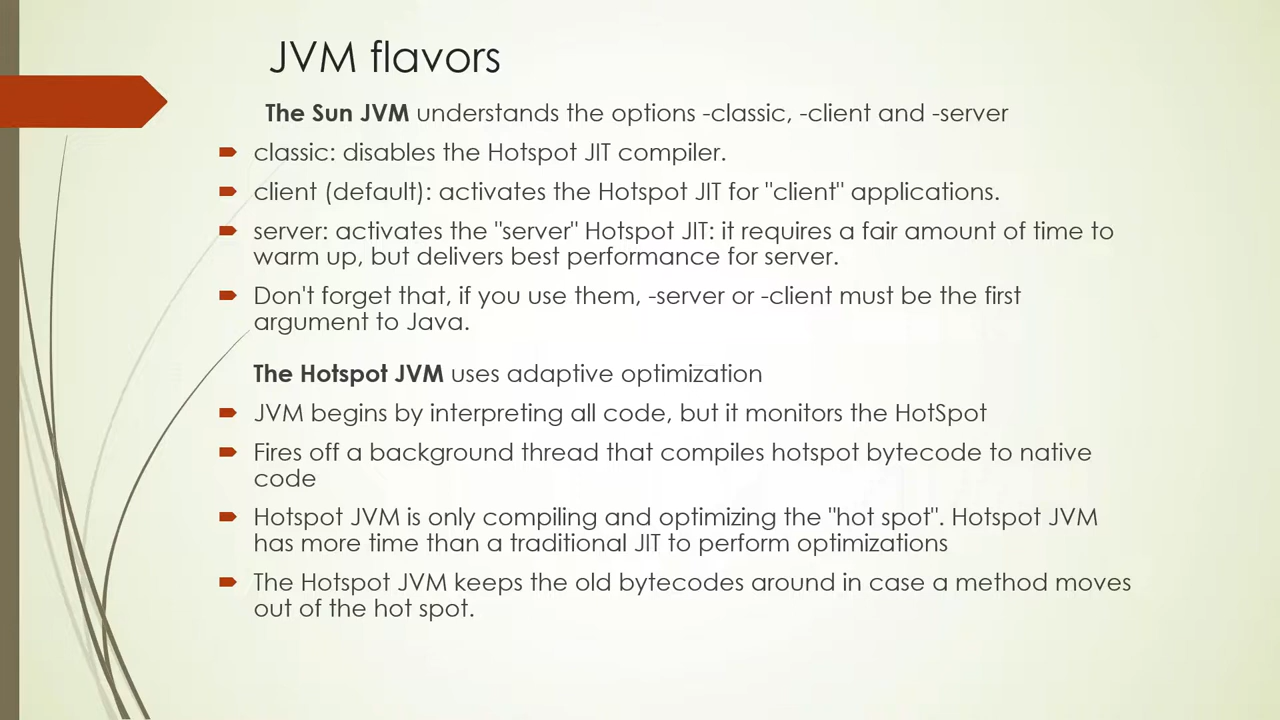 JVM flavors
The Sun JVM understands the options -classic, -client and -server
classic: disables the Hotspot JIT compiler.
client (default): activates the Hotspot JIT for "client" applications.
server: activates the "server" Hotspot JIT: it requires a fair amount of time to
warm up, but delivers best performance for server.
Don't forget that, if you use them, -server or -client must be the first
argument to Java.
The Hotspot JVM uses adaptive optimization
JVM begins by interpreting all code, but it monitors the HotSpot
Fires off a background thread that compiles hotspot bytecode to native
code
Hotspot JVM is only compiling and optimizing the "hot spot". Hotspot JVM
has more time than a traditional JIT to perform optimizations
The Hotspot JVM keeps the old bytecodes around in case a method moves
out of the hot spot.